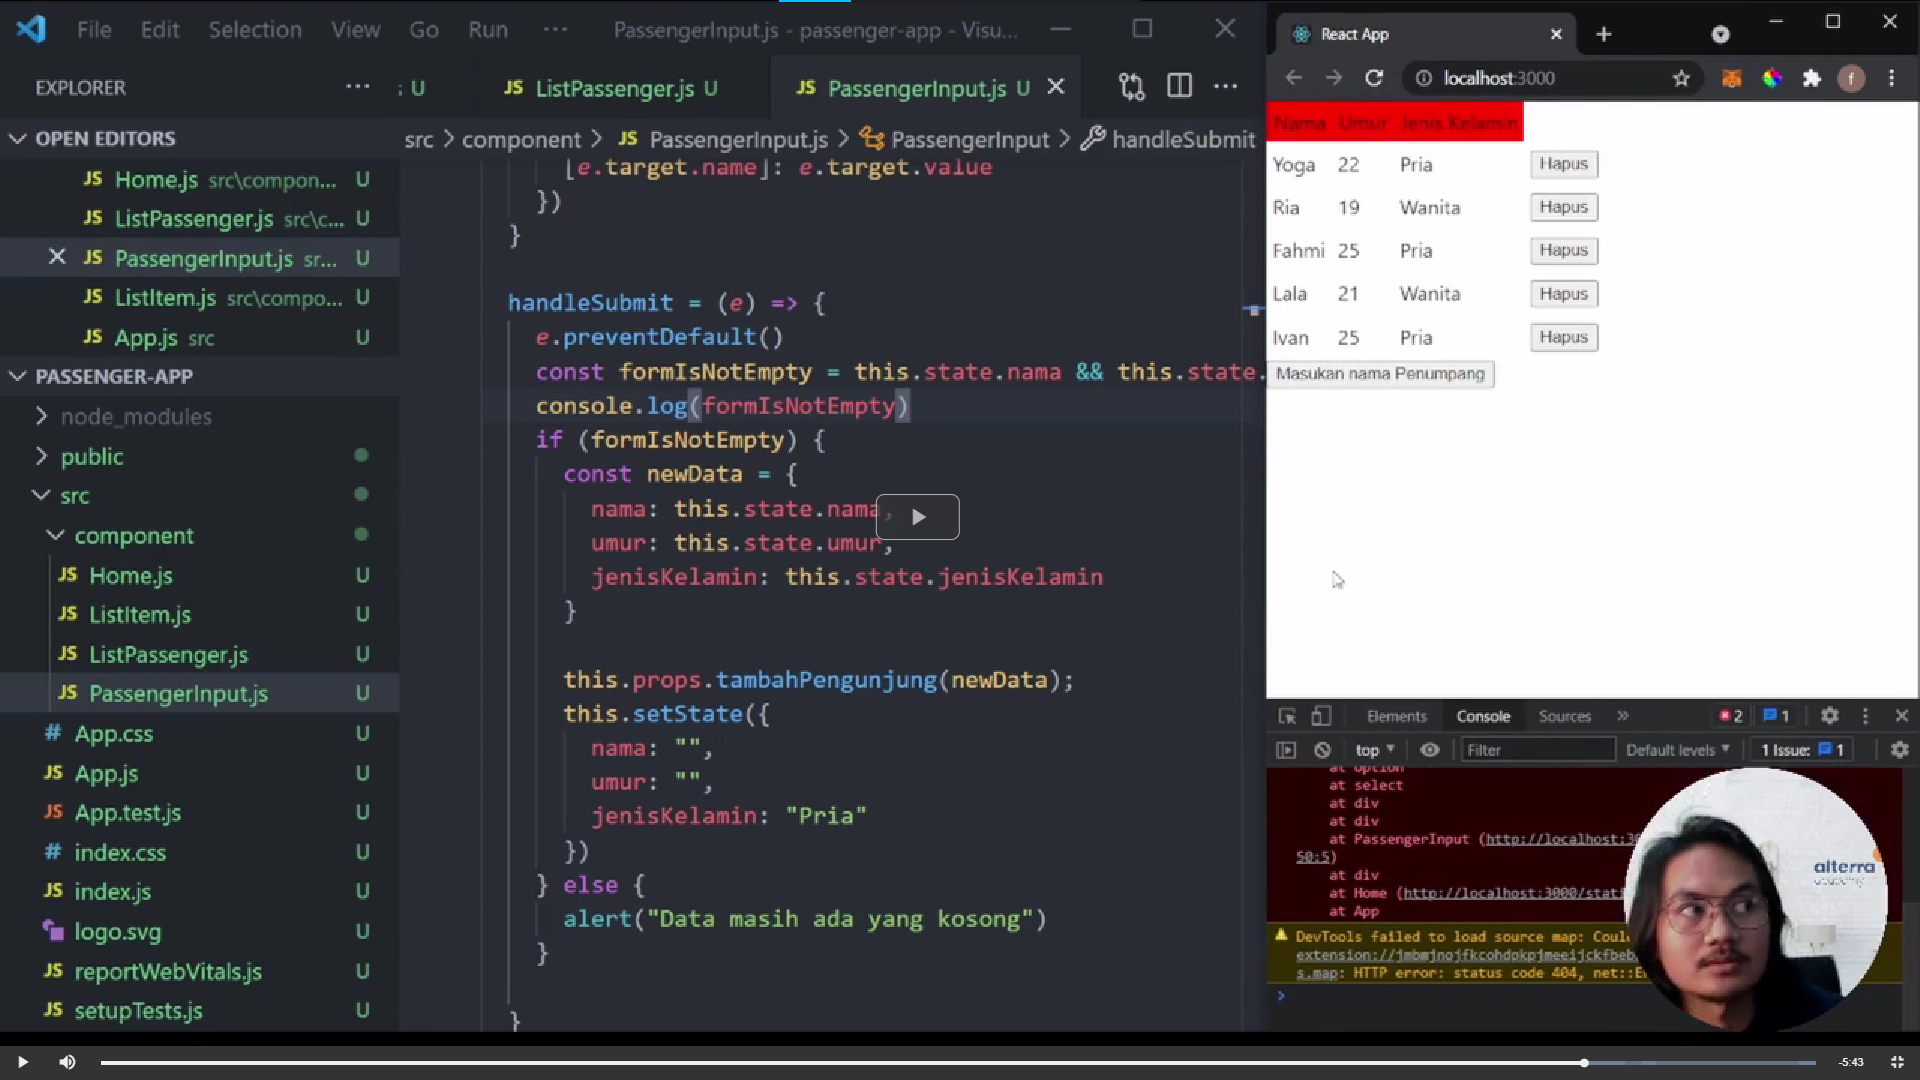 File Edit Selection View Go Run ··· PassengerInput.js - passenger-app - Visu...
EXPLORER ··· : U JS ListPassenger.js U JS PassengerInput.js U ···
OPEN EDITORS
JS Home.js src\compon... U
JS ListPassenger.js src\c... U
JS PassengerInput.js sr... U
JS ListItem.js src\compo... U
JS App.js src U
PASSENGER-APP
node_modules
public
src
component
JS Home.js U
JS ListItem.js U
JS ListPassenger.js U
JS PassengerInput.js U
# App.css U
JS App.js U
JS App.test.js U
# index.css U
JS index.js U
logo.svg U
JS reportWebVitals.js U
JS setupTests.js U
src > component > JS PassengerInput.js > PassengerInput > handleSubmit
[e.target.name]: e.target.value
})
}
handleSubmit = (e) => {
e.preventDefault()
const formIsNotEmpty = this.state.nama && this.state.
console.log(formIsNotEmpty)
if (formIsNotEmpty) {
const newData = {
nama: this.state.nama,
umur: this.state.umur,
jenisKelamin: this.state.jenisKelamin
}
this.props.tambahPengunjung(newData);
this.setState({
nama: "",
umur: "",
jenisKelamin: "Pria"
})
} else {
alert("Data masih ada yang kosong")
}
}
React App
localhost:3000 f
Nama Umur Jenis Kelamin
Yoga 22 Pria Hapus
Ria 19 Wanita Hapus
Fahmi 25 Pria Hapus
Lala 21 Wanita Hapus
Ivan 25 Pria Hapus
Masukan nama Penumpang
Elements Console Sources » 2 1
top Filter Default levels 1 Issue: 1
at option
at select
at div
at div
at PassengerInput (http://localhost:30
50:5)
at div
at Home (http://localhost:3000/stati
at App
DevTools failed to load source map: Coul
s.map: HTTP error: status code 404, net::E
alterra
academy
-5:43